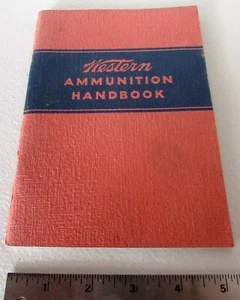 Western
AMMUNITION
HANDBOOK
1 2 3 4 5